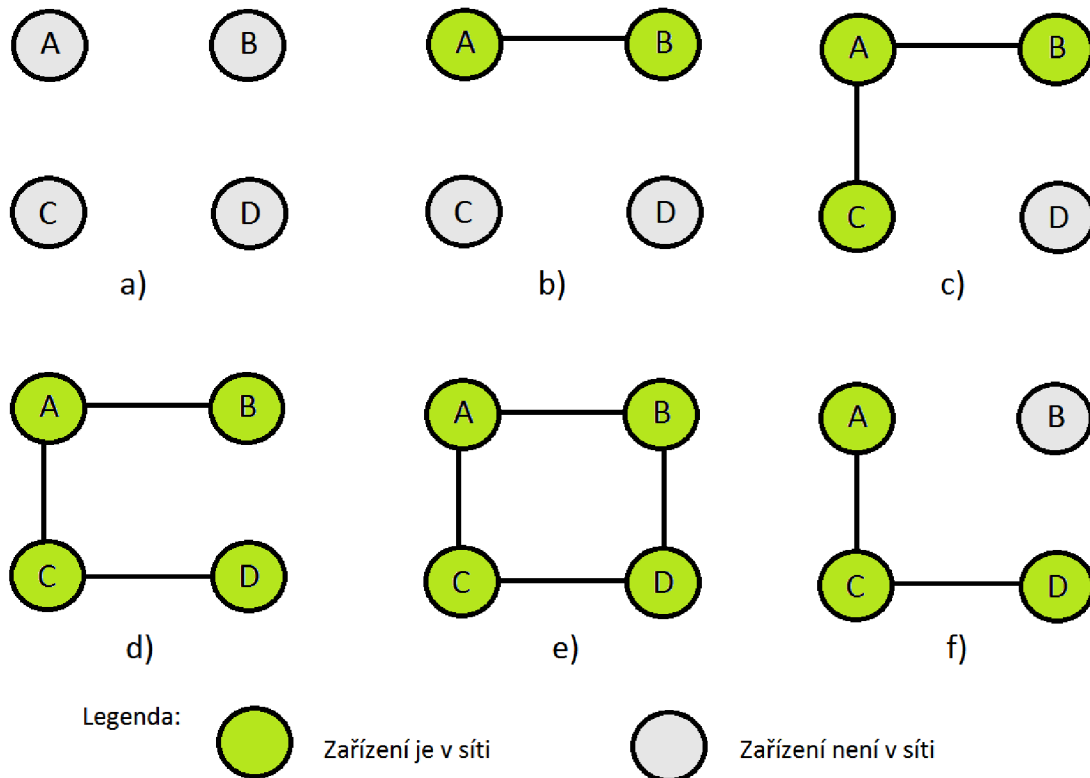 A B A B A B
C D C D C D
a) b) c)
A B A B A B
C D C D C D
d) e) f)
Legenda:
Zařízení je v síti Zařízení není v síti